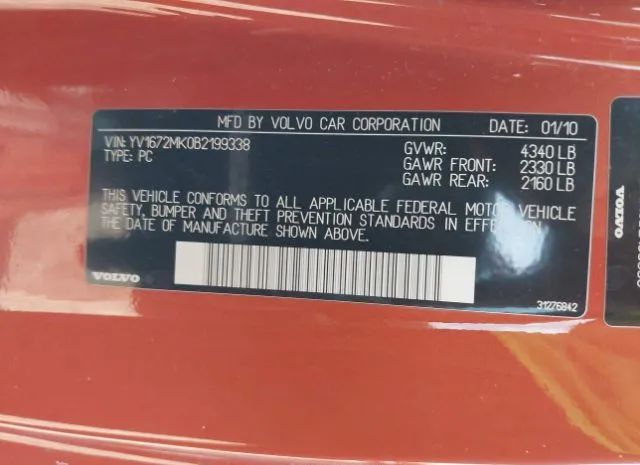 MFD BY VOLVO CAR CORPORATION DATE: 01/10
VIN: YV1672MK0B2199338 GVWR: 4340 LB
TYPE: PC GAWR FRONT: 2330 LB
GAWR REAR: 2160 LB
THIS VEHICLE CONFORMS TO ALL APPLICABLE FEDERAL MOTOR VEHICLE
SAFETY, BUMPER AND THEFT PREVENTION STANDARDS IN EFFECT ON
THE DATE OF MANUFACTURE SHOWN ABOVE.
VOLVO
31276842
VOLVO